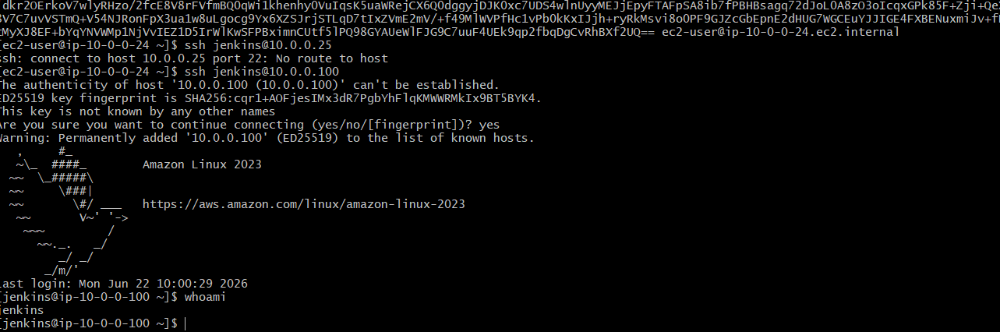 dkr2OErkoV7wlyRHzo/2fcE8V8rFVfmBQ0qWi1khenhy0VuIqsK5uaWRejCX6Q0dggyjDJK0xc7UDS4wlnUyyMEJjEpyFTAFpSA8ib7fPBHBsagq72dJoL0A8zO3oIcqxGPk85F+Zji+Qe
3V7C7uvVSTmQ+V54NJRonFpX3ua1w8uLgocg9Yx6XZSJrjSTLqD7tIxZVmE2mV/+f49MlWVPfHc1vPb0kKxIJjh+ryRkMsvi8oOPF9GJZcGbEpnE2dHUG7WGCEuYJJIGE4FXBENuxmiJv+f
tMyXJ8EF+bYqYNVWMp1NjVvIEZ1D5IrWlKwSFPBximnCUtf5lPQ98GYAUeWlFJG9C7uuF4UEk9qp2fbqDgCvRhBXf2UQ== ec2-user@ip-10-0-0-24.ec2.internal
[ec2-user@ip-10-0-0-24 ~]$ ssh jenkins@10.0.0.25
ssh: connect to host 10.0.0.25 port 22: No route to host
[ec2-user@ip-10-0-0-24 ~]$ ssh jenkins@10.0.0.100
The authenticity of host '10.0.0.100 (10.0.0.100)' can't be established.
ED25519 key fingerprint is SHA256:cqr1+AOFjesIMx3dR7PgbYhFlqKMWWRMkIx9BT5BYK4.
This key is not known by any other names
Are you sure you want to continue connecting (yes/no/[fingerprint])? yes
Warning: Permanently added '10.0.0.100' (ED25519) to the list of known hosts.
   ,     #_
   ~\_  ####_        Amazon Linux 2023
  ~~  \_#####\
  ~~     \###|
  ~~       \#/ ___   https://aws.amazon.com/linux/amazon-linux-2023
   ~~       V~' '->
    ~~~         /
      ~~._.   _/
         _/ _/
       _/m/'
Last login: Mon Jun 22 10:00:29 2026
[jenkins@ip-10-0-0-100 ~]$ whoami
jenkins
[jenkins@ip-10-0-0-100 ~]$